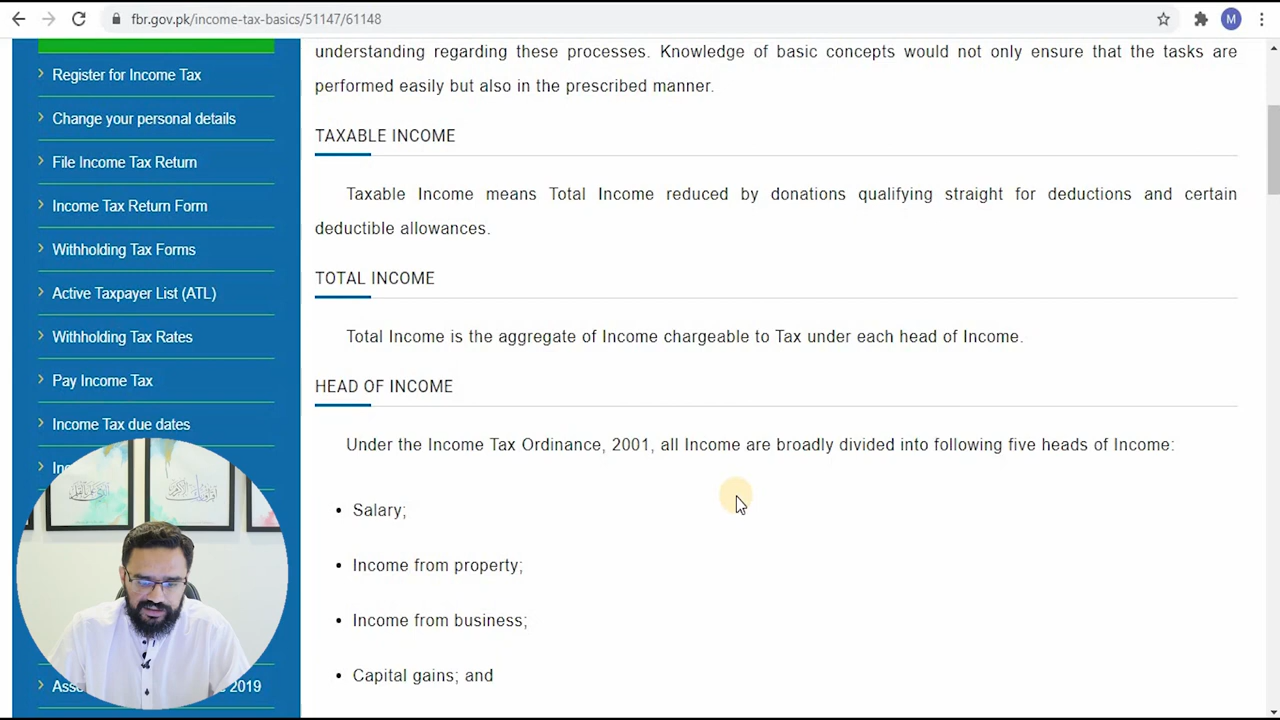 fbr.gov.pk/income-tax-basics/51147/61148
M
Register for Income Tax
Change your personal details
File Income Tax Return
Income Tax Return Form
Withholding Tax Forms
Active Taxpayer List (ATL)
Withholding Tax Rates
Pay Income Tax
Income Tax due dates
2019
understanding regarding these processes. Knowledge of basic concepts would not only ensure that the tasks are
performed easily but also in the prescribed manner.
TAXABLE INCOME
Taxable Income means Total Income reduced by donations qualifying straight for deductions and certain
deductible allowances.
TOTAL INCOME
Total Income is the aggregate of Income chargeable to Tax under each head of Income.
HEAD OF INCOME
Under the Income Tax Ordinance, 2001, all Income are broadly divided into following five heads of Income:
• Salary;
• Income from property;
• Income from business;
• Capital gains; and